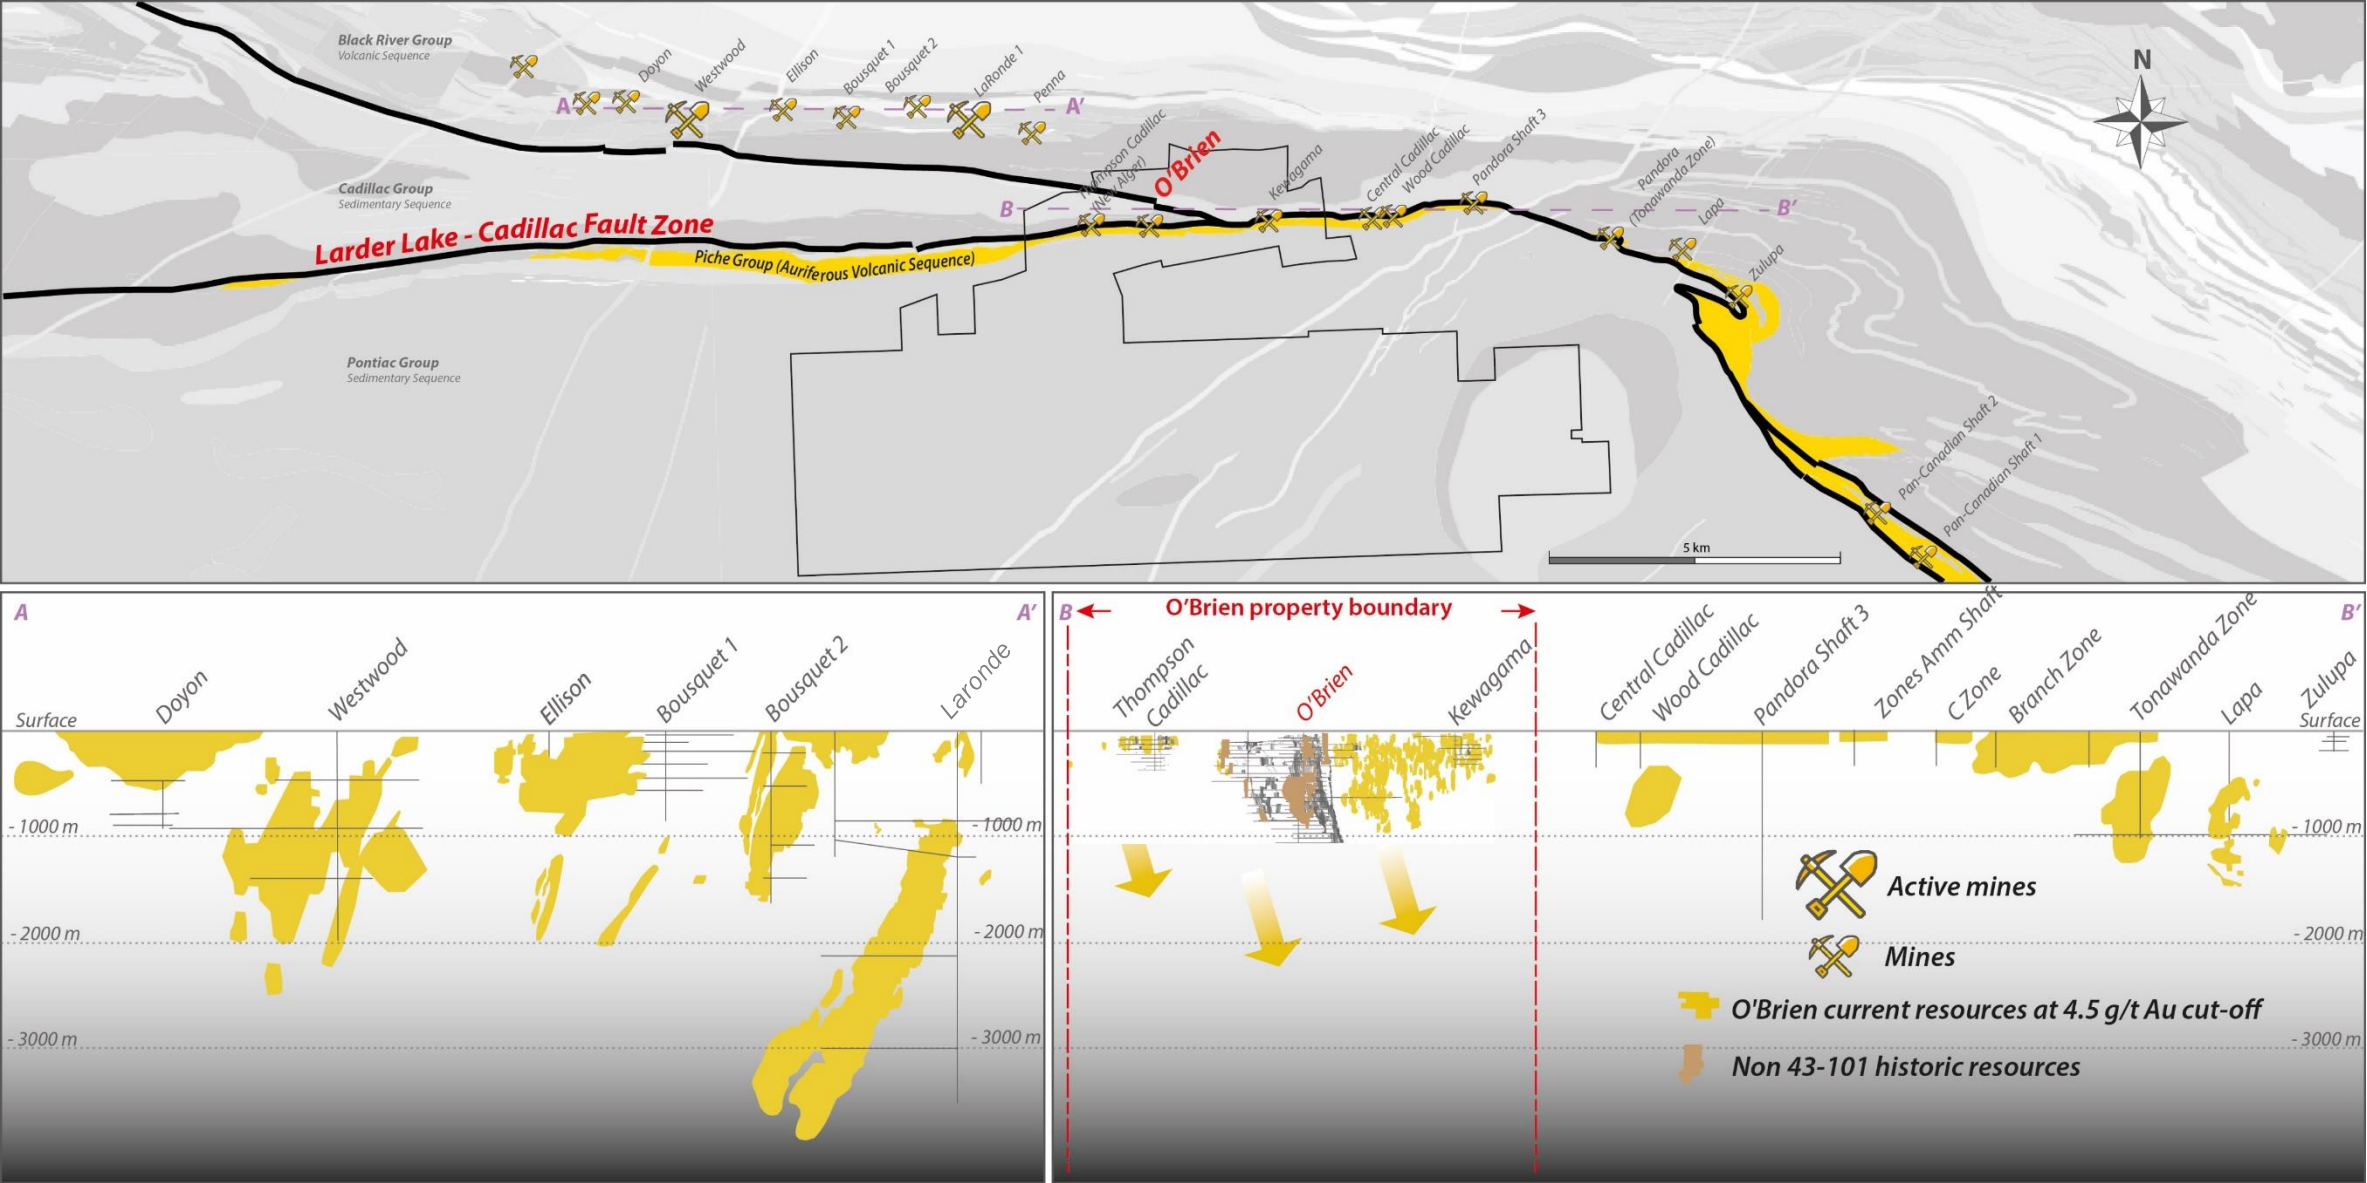 Black River Group
Volcanic Sequence
Doyon
Westwood
Ellison
Bousquet 1
Bousquet 2
LaRonde 1
Penna
N
A
A'
Thompson Cadillac
(New Alger)
O'Brien
Kewagama
Central Cadillac
Wood Cadillac
Pandora Shaft 3
Pandora
(Tonawanda Zone)
Lapa
Zulupa
Cadillac Group
Sedimentary Sequence
B
B'
Larder Lake - Cadillac Fault Zone
Piche Group (Auriferous Volcanic Sequence)
Pontiac Group
Sedimentary Sequence
Pan-Canadian Shaft 2
Pan-Canadian Shaft 1
5 km
A
A'
Doyon
Westwood
Ellison
Bousquet 1
Bousquet 2
Laronde
Surface
- 1000 m
- 1000 m
- 2000 m
- 2000 m
- 3000 m
- 3000 m
B
O'Brien property boundary
B'
Thompson
Cadillac
O'Brien
Kewagama
Central Cadillac
Wood Cadillac
Pandora Shaft 3
Zones Amm Shaft
C Zone
Branch Zone
Tonawanda Zone
Lapa
Zulupa
Surface
- 1000 m
Active mines
- 2000 m
Mines
O'Brien current resources at 4.5 g/t Au cut-off
- 3000 m
Non 43-101 historic resources